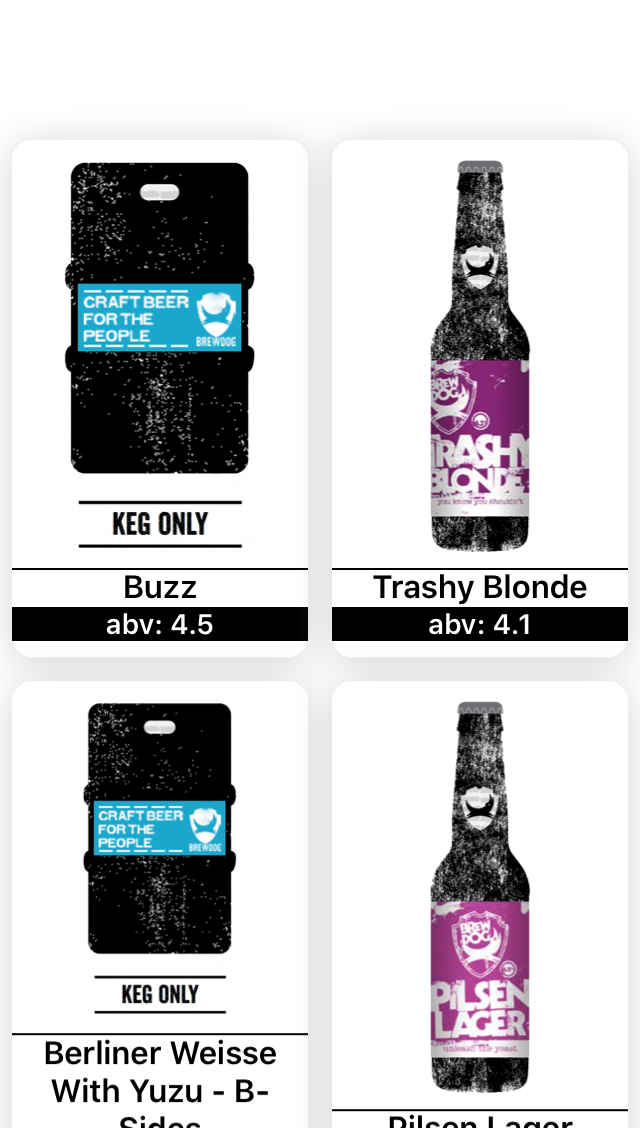 CRAFT BEER
FOR THE
PEOPLE
BREWDOG
KEG ONLY
Buzz
abv: 4.5
BREW
DOG
TRASHY
BLONDE
you know you shouldn't
Trashy Blonde
abv: 4.1
CRAFT BEER
FOR THE
PEOPLE
BREWDOG
KEG ONLY
Berliner Weisse
With Yuzu - B-
Sides
BREW
DOG
PILSEN
LAGER
unleash the yeast
Pilsen Lager